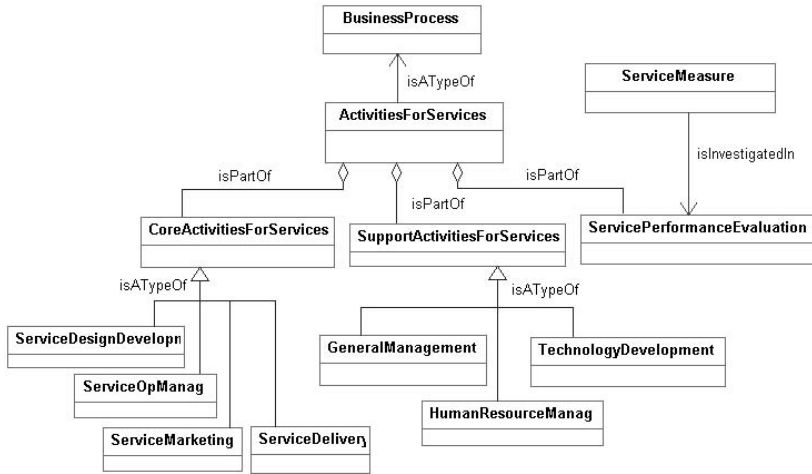 BusinessProcess
isATypeOf
ServiceMeasure
ActivitiesForServices
isInvestigatedIn
isPartOf
isPartOf
isPartOf
CoreActivitiesForServices
SupportActivitiesForServices
ServicePerformanceEvaluation
isATypeOf
isATypeOf
ServiceDesignDevelopn
GeneralManagement
TechnologyDevelopment
ServiceOpManag
HumanResourceManag
ServiceMarketing
ServiceDelivery